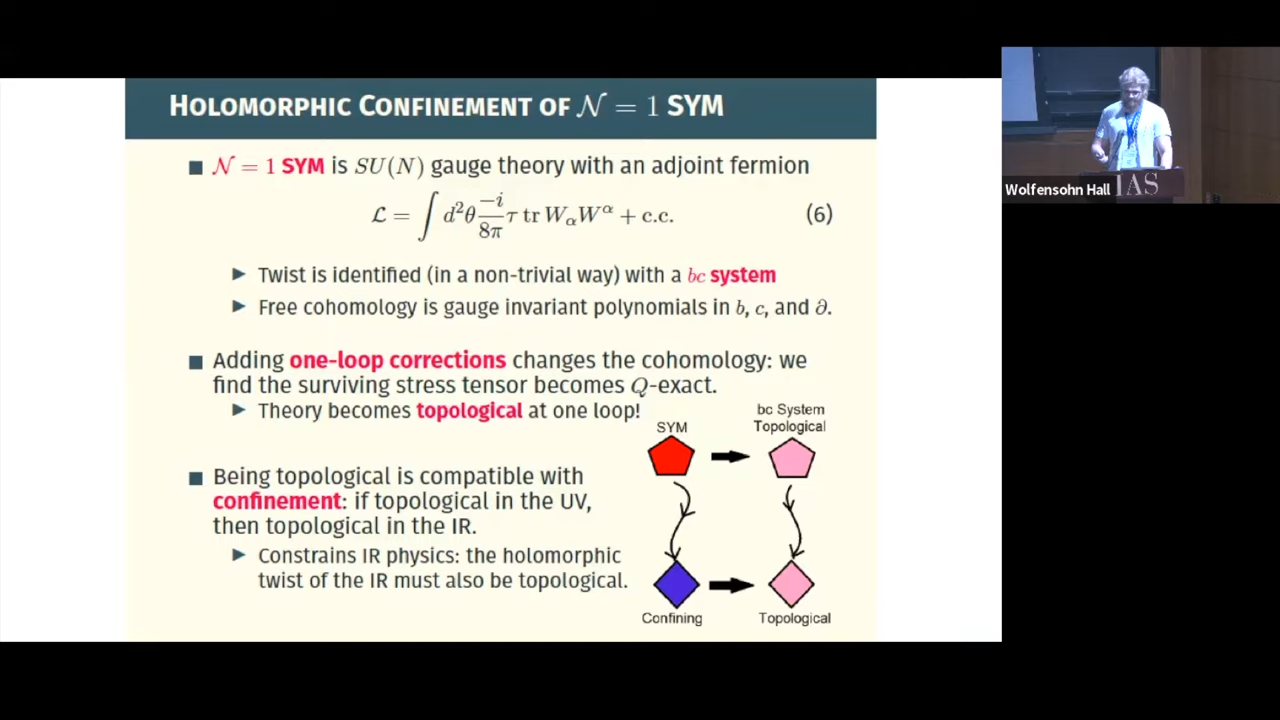 HOLOMORPHIC CONFINEMENT OF 𝒩 = 1 SYM
■ 𝒩 = 1 SYM is SU(N) gauge theory with an adjoint fermion
ℒ = ∫ d²θ −i/8π τ tr W_α W^α + c.c. (6)
▶ Twist is identified (in a non-trivial way) with a bc system
▶ Free cohomology is gauge invariant polynomials in b, c, and ∂.
■ Adding one-loop corrections changes the cohomology: we
find the surviving stress tensor becomes Q-exact.
▶ Theory becomes topological at one loop!
■ Being topological is compatible with
confinement: if topological in the UV,
then topological in the IR.
▶ Constrains IR physics: the holomorphic
twist of the IR must also be topological.
SYM
bc System
Topological
Confining
Topological
Wolfensohn Hall
IAS